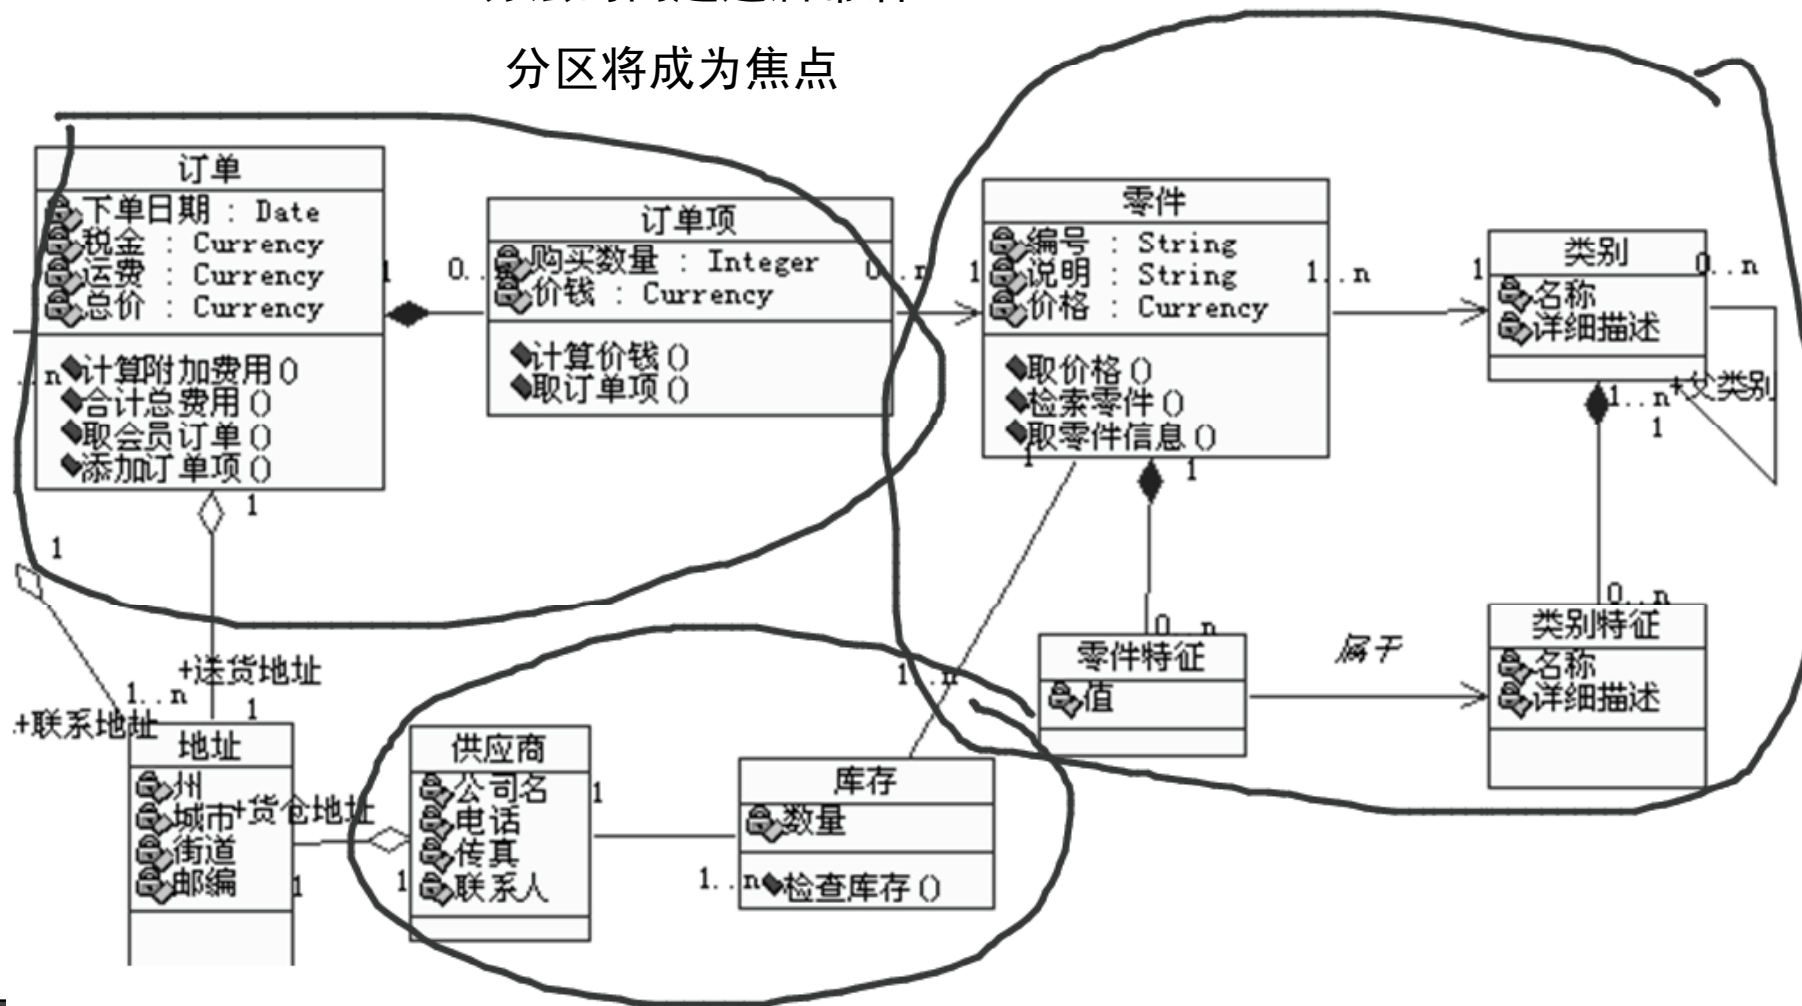 分区将成为焦点
订单
下单日期 : Date
税金 : Currency
运费 : Currency
总价 : Currency
计算附加费用()
合计总费用()
取会员订单()
添加订单项()
1
0..
订单项
购买数量 : Integer
价钱 : Currency
计算价钱()
取订单项()
0..n
1
零件
编号 : String
说明 : String
价格 : Currency
取价格()
检索零件()
取零件信息()
1..n
1
类别
名称
详细描述
0..n
+父类别
1..n
1
..n
1
1
1
1
0..n
0..n
零件特征
值
属于
类别特征
名称
详细描述
+送货地址
1..n
1
+联系地址
地址
州
城市
街道
邮编
+货仓地址
1
1
供应商
公司名
电话
传真
联系人
1
1..n
1..n
库存
数量
检查库存()